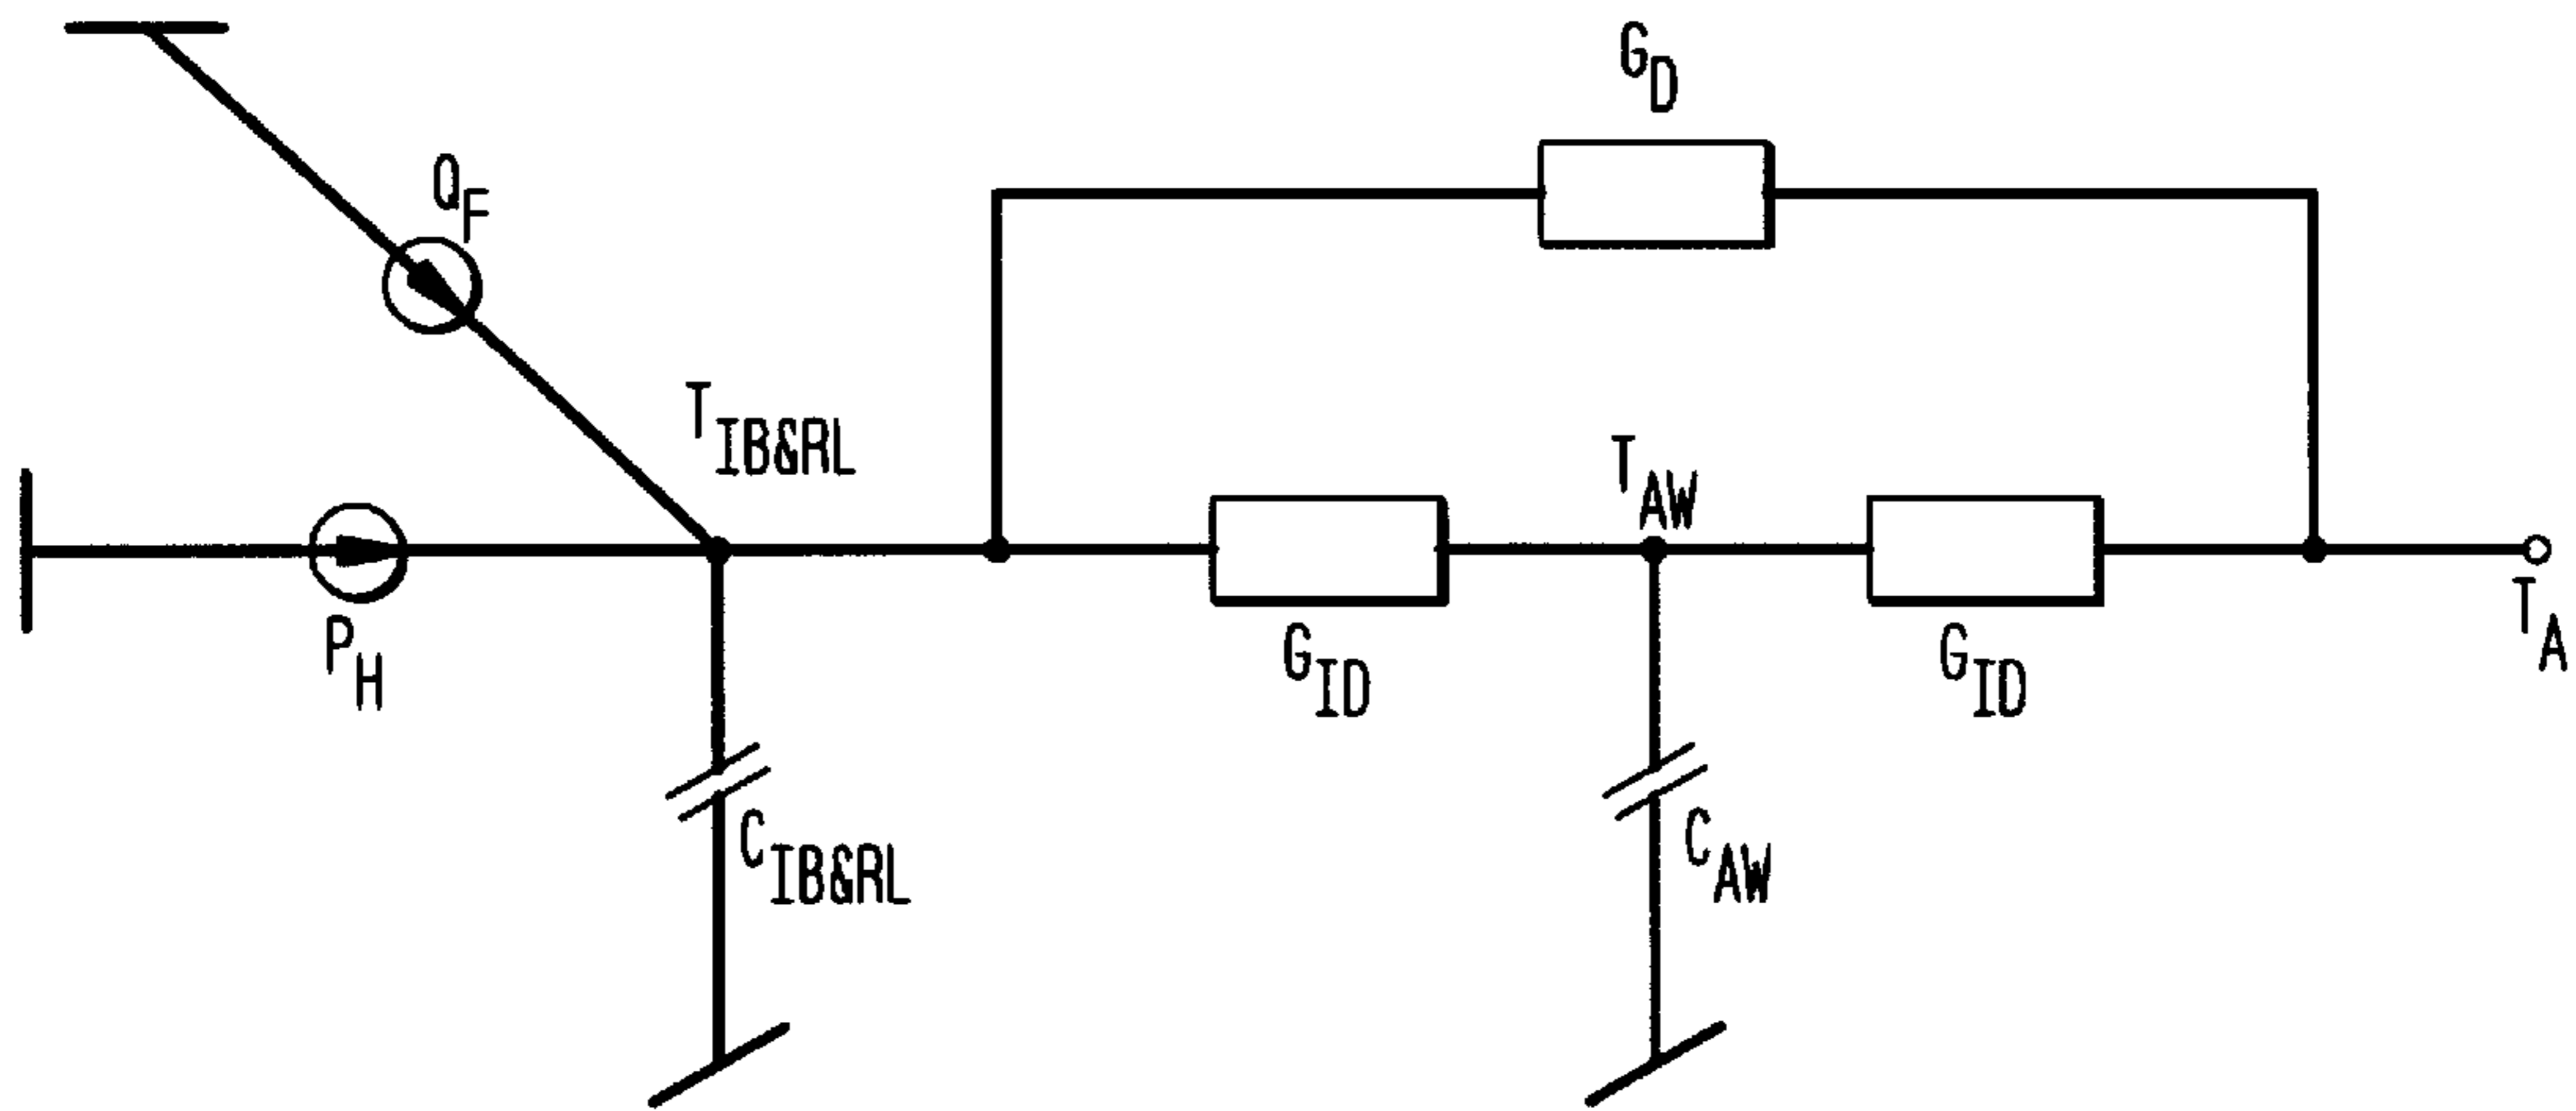 G_D
Q_F
T_IB&RL
T_AW
P_H
G_ID
G_ID
T_A
C_IB&RL
C_AW